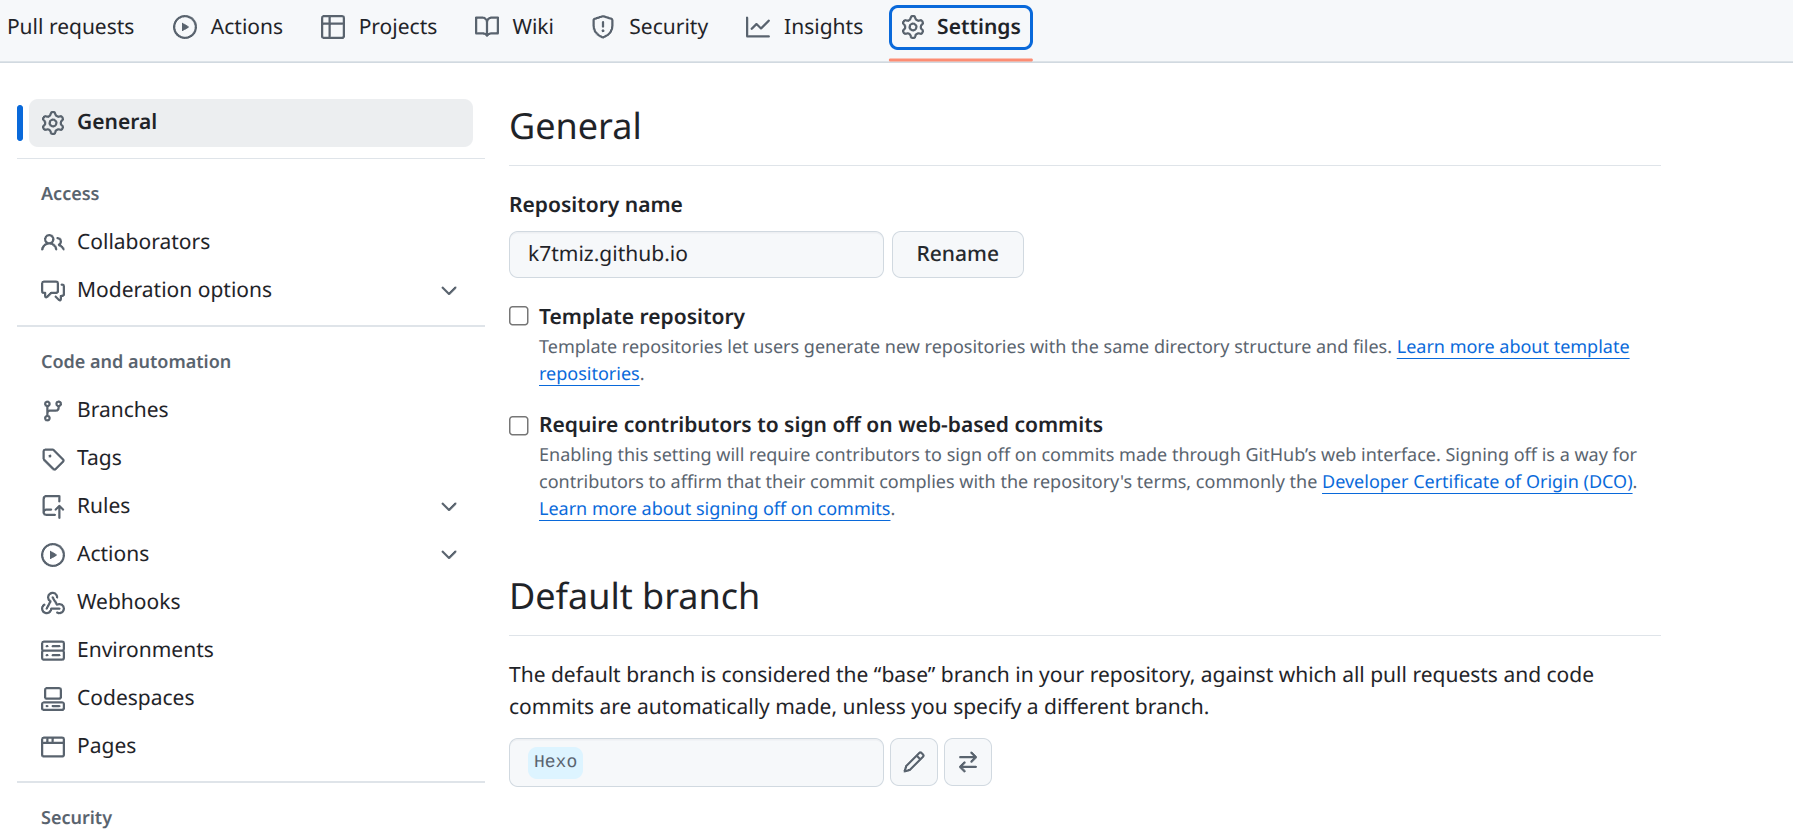 Pull requests Actions Projects Wiki Security Insights Settings
General
Access
Collaborators
Moderation options
Code and automation
Branches
Tags
Rules
Actions
Webhooks
Environments
Codespaces
Pages
Security
General
Repository name
k7tmiz.github.io Rename
Template repository
Template repositories let users generate new repositories with the same directory structure and files. Learn more about template
repositories.
Require contributors to sign off on web-based commits
Enabling this setting will require contributors to sign off on commits made through GitHub’s web interface. Signing off is a way for
contributors to affirm that their commit complies with the repository's terms, commonly the Developer Certificate of Origin (DCO).
Learn more about signing off on commits.
Default branch
The default branch is considered the “base” branch in your repository, against which all pull requests and code
commits are automatically made, unless you specify a different branch.
Hexo